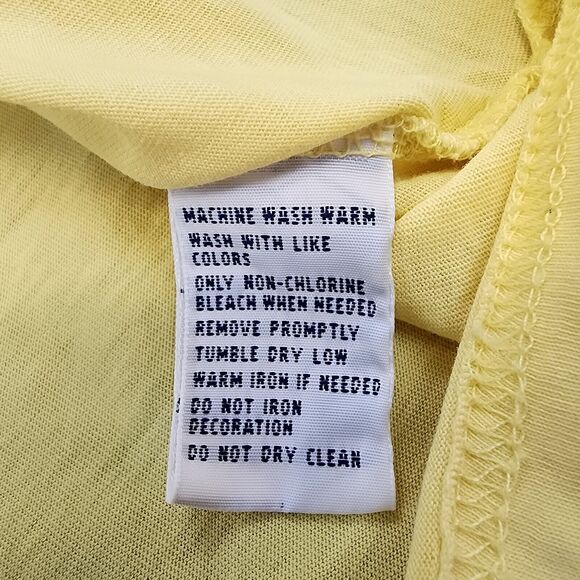 MACHINE WASH WARM
WASH WITH LIKE
COLORS
ONLY NON-CHLORINE
BLEACH WHEN NEEDED
REMOVE PROMPTLY
TUMBLE DRY LOW
WARM IRON IF NEEDED
DO NOT IRON
DECORATION
DO NOT DRY CLEAN